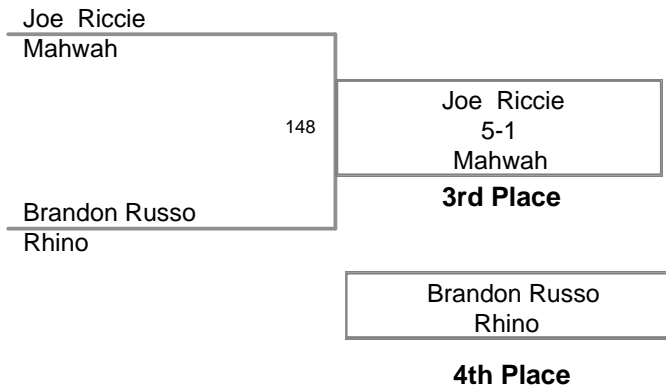 Joe Riccie
Mahwah
148
Joe Riccie
5-1
Mahwah
3rd Place
Brandon Russo
Rhino
Brandon Russo
Rhino
4th Place